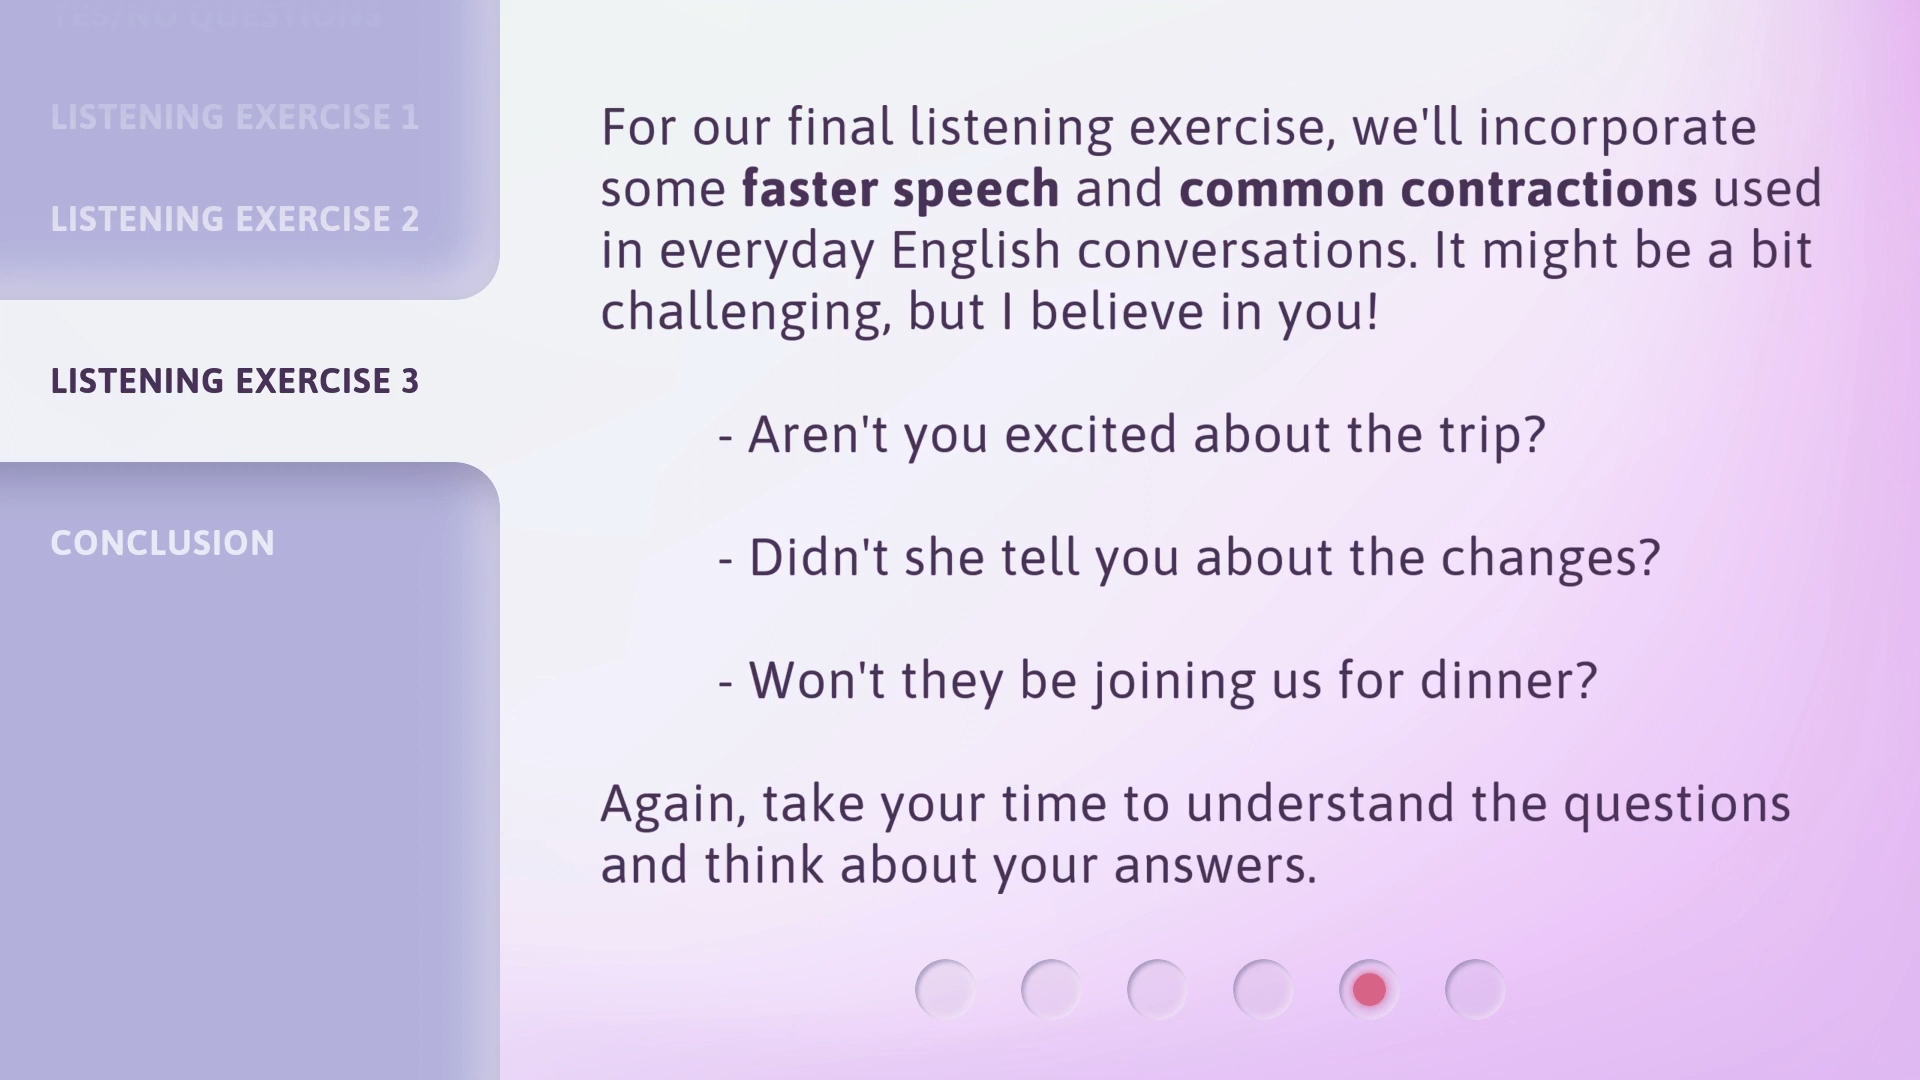 YES/NO QUESTIONS
LISTENING EXERCISE 1
LISTENING EXERCISE 2
LISTENING EXERCISE 3
CONCLUSION
For our final listening exercise, we'll incorporate
some faster speech and common contractions used
in everyday English conversations. It might be a bit
challenging, but I believe in you!
- Aren't you excited about the trip?
- Didn't she tell you about the changes?
- Won't they be joining us for dinner?
Again, take your time to understand the questions
and think about your answers.